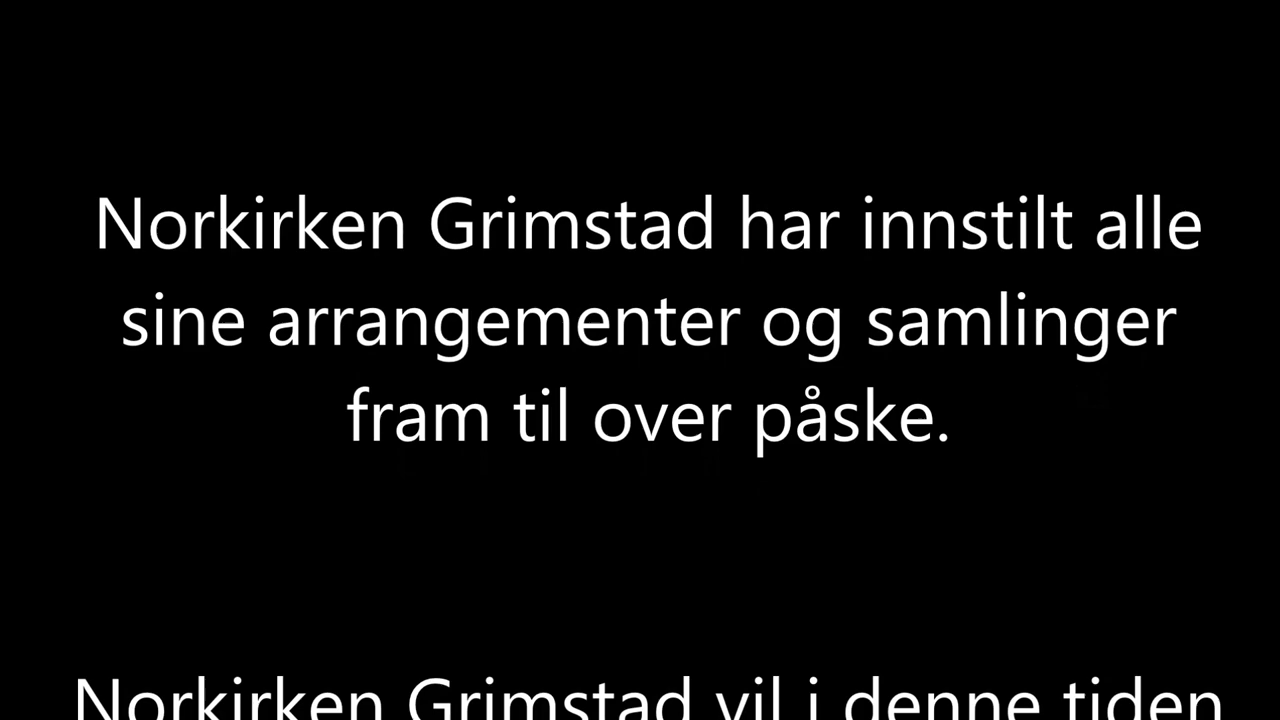 Norkirken Grimstad har innstilt alle
sine arrangementer og samlinger
fram til over påske.
Norkirken Grimstad vil i denne tiden